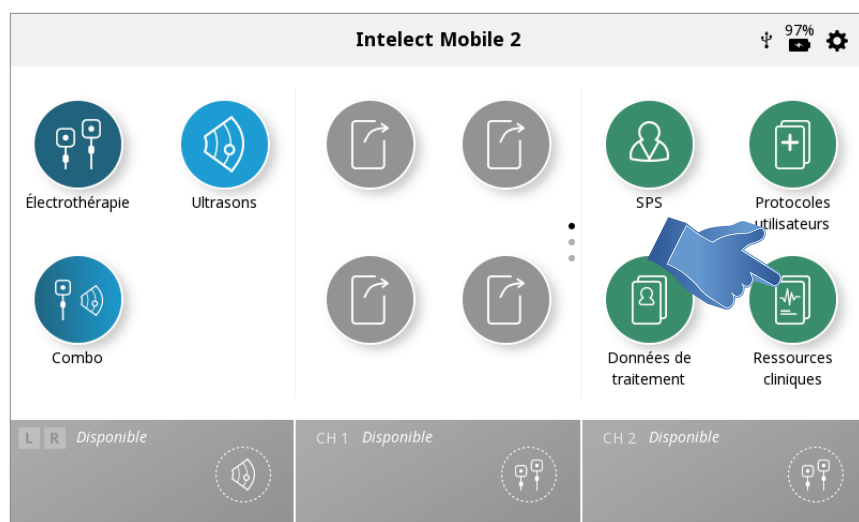 Intelect Mobile 2
97%
Électrothérapie
Ultrasons
SPS
Protocoles
utilisateurs
Combo
Données de
traitement
Ressources
cliniques
L R Disponible
CH 1 Disponible
CH 2 Disponible